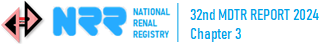 NRR
NATIONAL
RENAL
REGISTRY
32nd MDTR REPORT 2024
Chapter 3